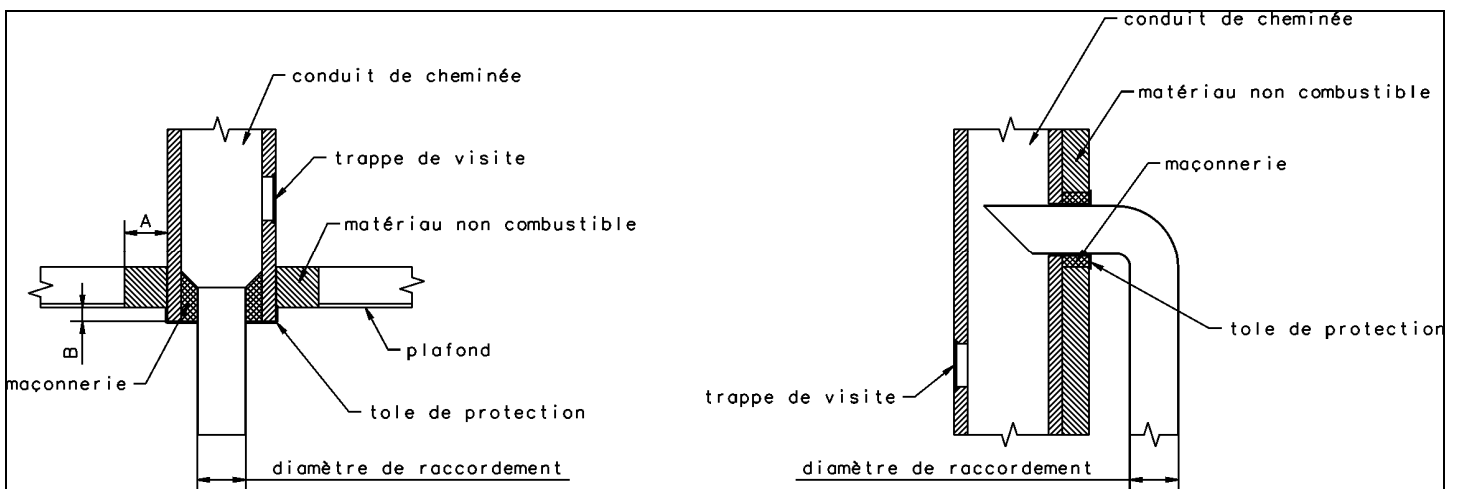 conduit de cheminée
trappe de visite
A
matériau non combustible
B
plafond
maçonnerie
tole de protection
diamètre de raccordement
conduit de cheminée
matériau non combustible
maçonnerie
tole de protection
trappe de visite
diamètre de raccordement